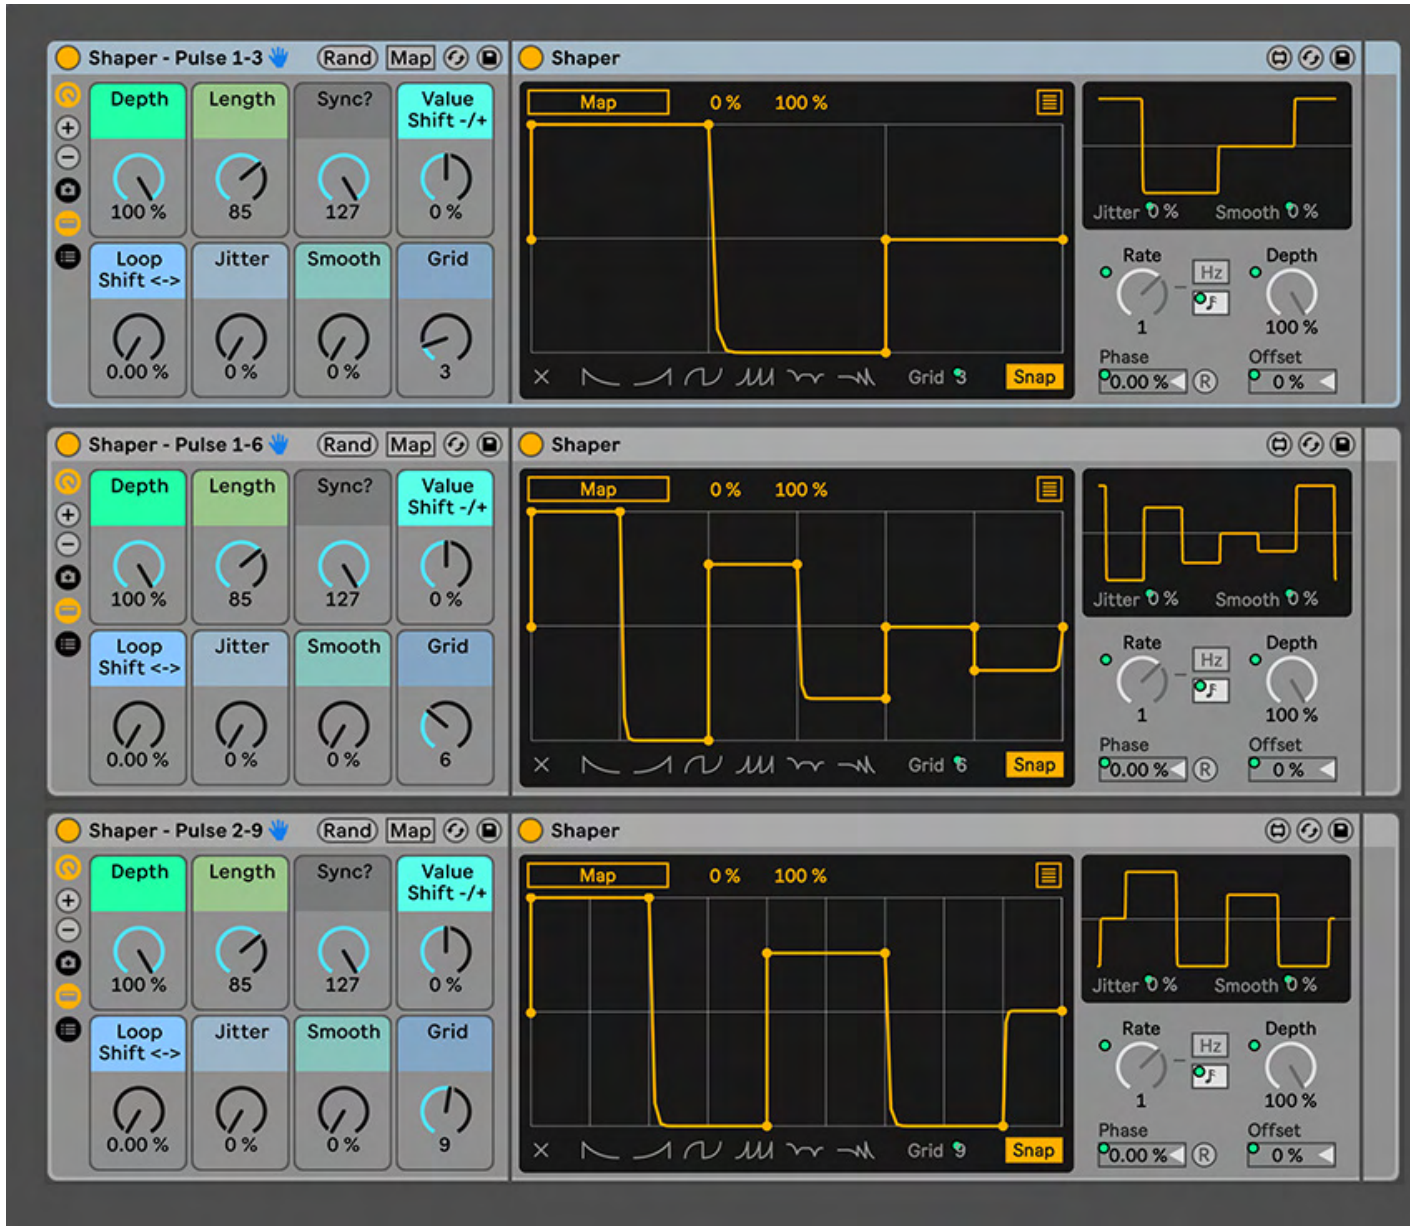 Shaper - Pulse 1-3 Rand Map
Depth Length Sync? Value
Shift -/+
100 % 85 127 0 %
Loop
Shift <-> Jitter Smooth Grid
0.00 % 0 % 0 % 3
Shaper
Map 0 % 100 %
Grid 3 Snap
Jitter 0 % Smooth 0 %
Rate Hz Depth
1 100 %
Phase Offset
0.00 % R 0 %
Shaper - Pulse 1-6 Rand Map
Depth Length Sync? Value
Shift -/+
100 % 85 127 0 %
Loop
Shift <-> Jitter Smooth Grid
0.00 % 0 % 0 % 6
Shaper
Map 0 % 100 %
Grid 6 Snap
Jitter 0 % Smooth 0 %
Rate Hz Depth
1 100 %
Phase Offset
0.00 % R 0 %
Shaper - Pulse 2-9 Rand Map
Depth Length Sync? Value
Shift -/+
100 % 85 127 0 %
Loop
Shift <-> Jitter Smooth Grid
0.00 % 0 % 0 % 9
Shaper
Map 0 % 100 %
Grid 9 Snap
Jitter 0 % Smooth 0 %
Rate Hz Depth
1 100 %
Phase Offset
0.00 % R 0 %